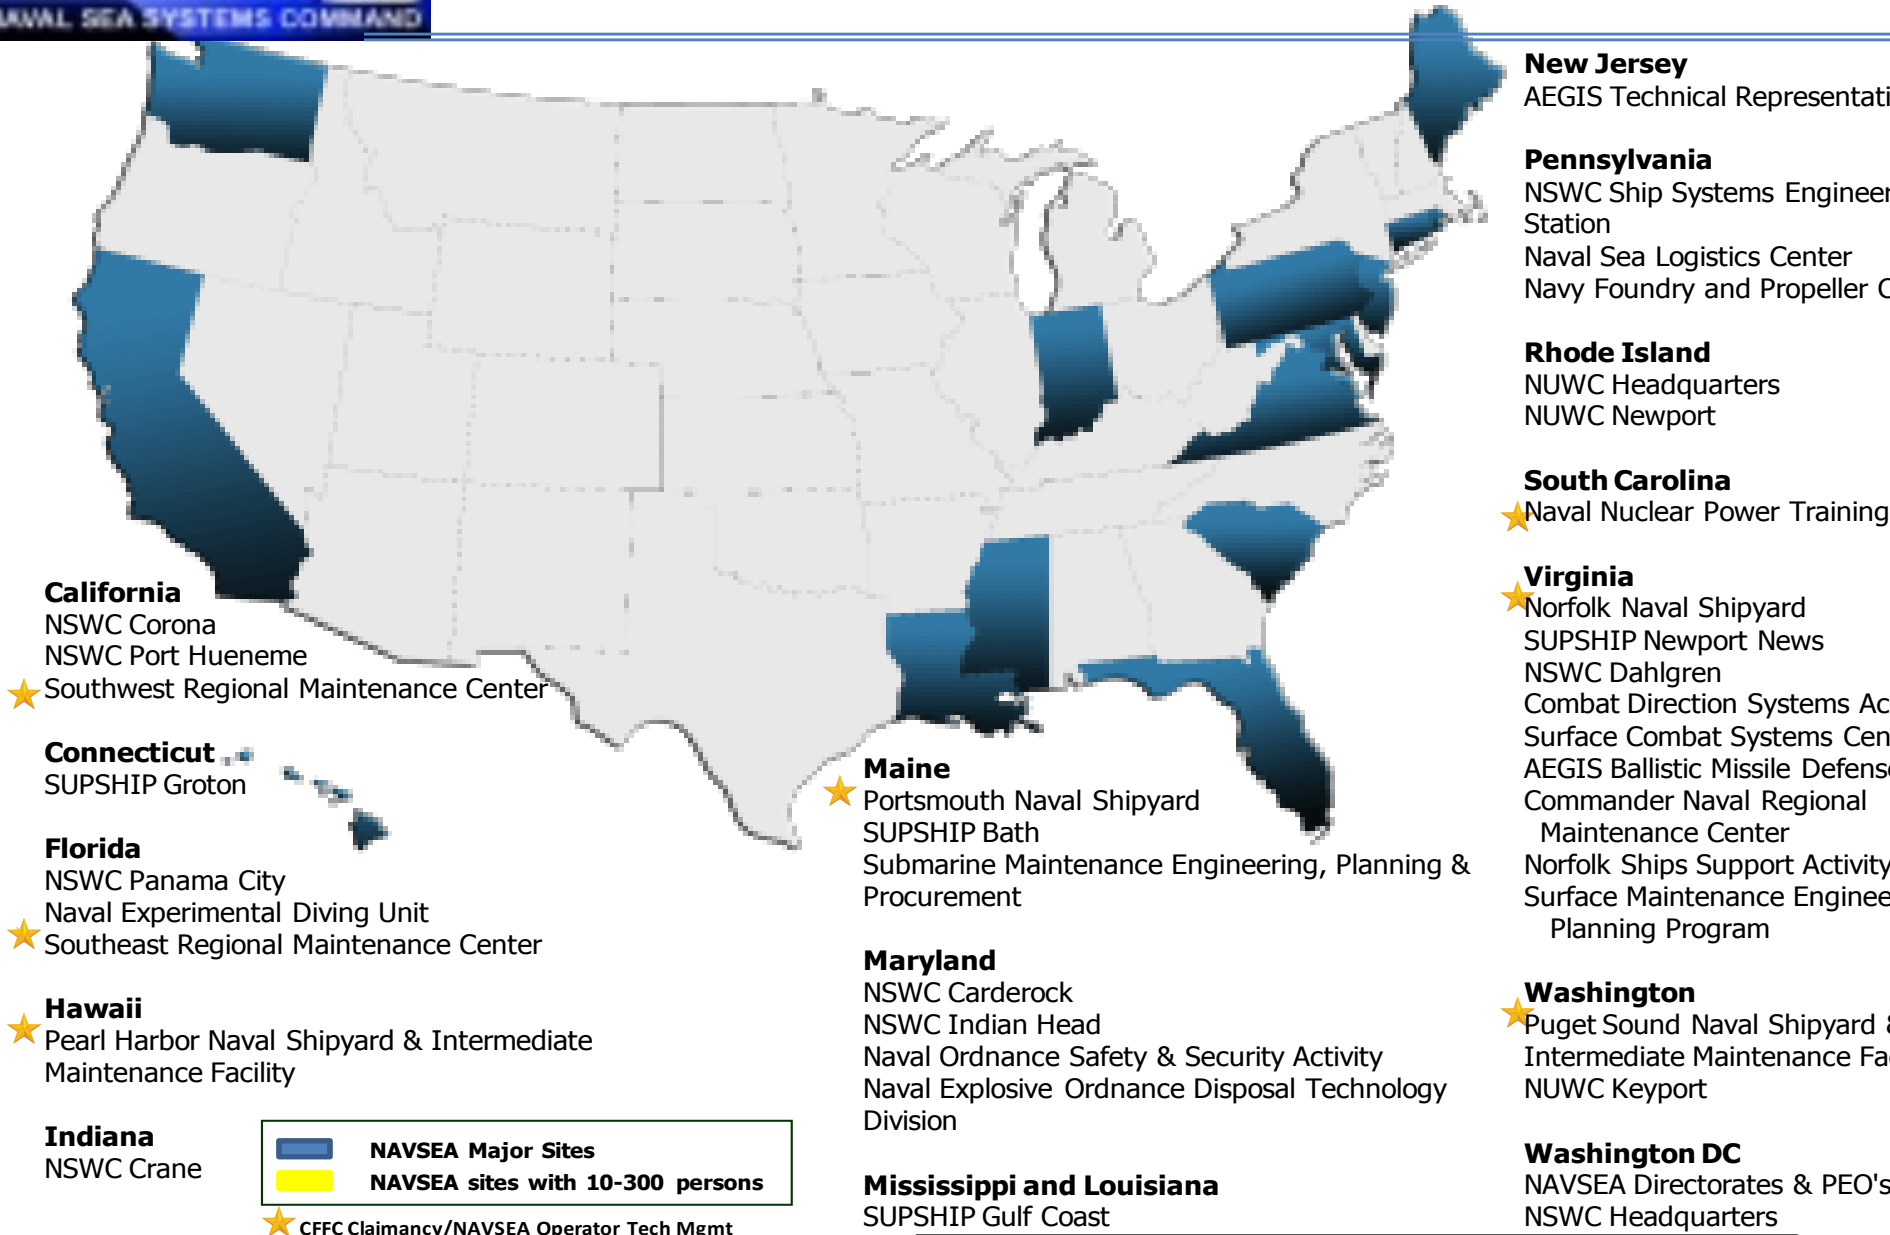 NAVAL SEA SYSTEMS COMMAND
California
NSWC Corona
NSWC Port Hueneme
Southwest Regional Maintenance Center
Connecticut
SUPSHIP Groton
Florida
NSWC Panama City
Naval Experimental Diving Unit
Southeast Regional Maintenance Center
Hawaii
Pearl Harbor Naval Shipyard & Intermediate
Maintenance Facility
Indiana
NSWC Crane
NAVSEA Major Sites
NAVSEA sites with 10-300 persons
CFFC Claimancy/NAVSEA Operator Tech Mgmt
Maine
Portsmouth Naval Shipyard
SUPSHIP Bath
Submarine Maintenance Engineering, Planning &
Procurement
Maryland
NSWC Carderock
NSWC Indian Head
Naval Ordnance Safety & Security Activity
Naval Explosive Ordnance Disposal Technology
Division
Mississippi and Louisiana
SUPSHIP Gulf Coast
New Jersey
AEGIS Technical Representati
Pennsylvania
NSWC Ship Systems Engineer
Station
Naval Sea Logistics Center
Navy Foundry and Propeller C
Rhode Island
NUWC Headquarters
NUWC Newport
South Carolina
Naval Nuclear Power Training
Virginia
Norfolk Naval Shipyard
SUPSHIP Newport News
NSWC Dahlgren
Combat Direction Systems Ac
Surface Combat Systems Cen
AEGIS Ballistic Missile Defense
Commander Naval Regional
Maintenance Center
Norfolk Ships Support Activity
Surface Maintenance Enginee
Planning Program
Washington
Puget Sound Naval Shipyard &
Intermediate Maintenance Fac
NUWC Keyport
Washington DC
NAVSEA Directorates & PEO's
NSWC Headquarters